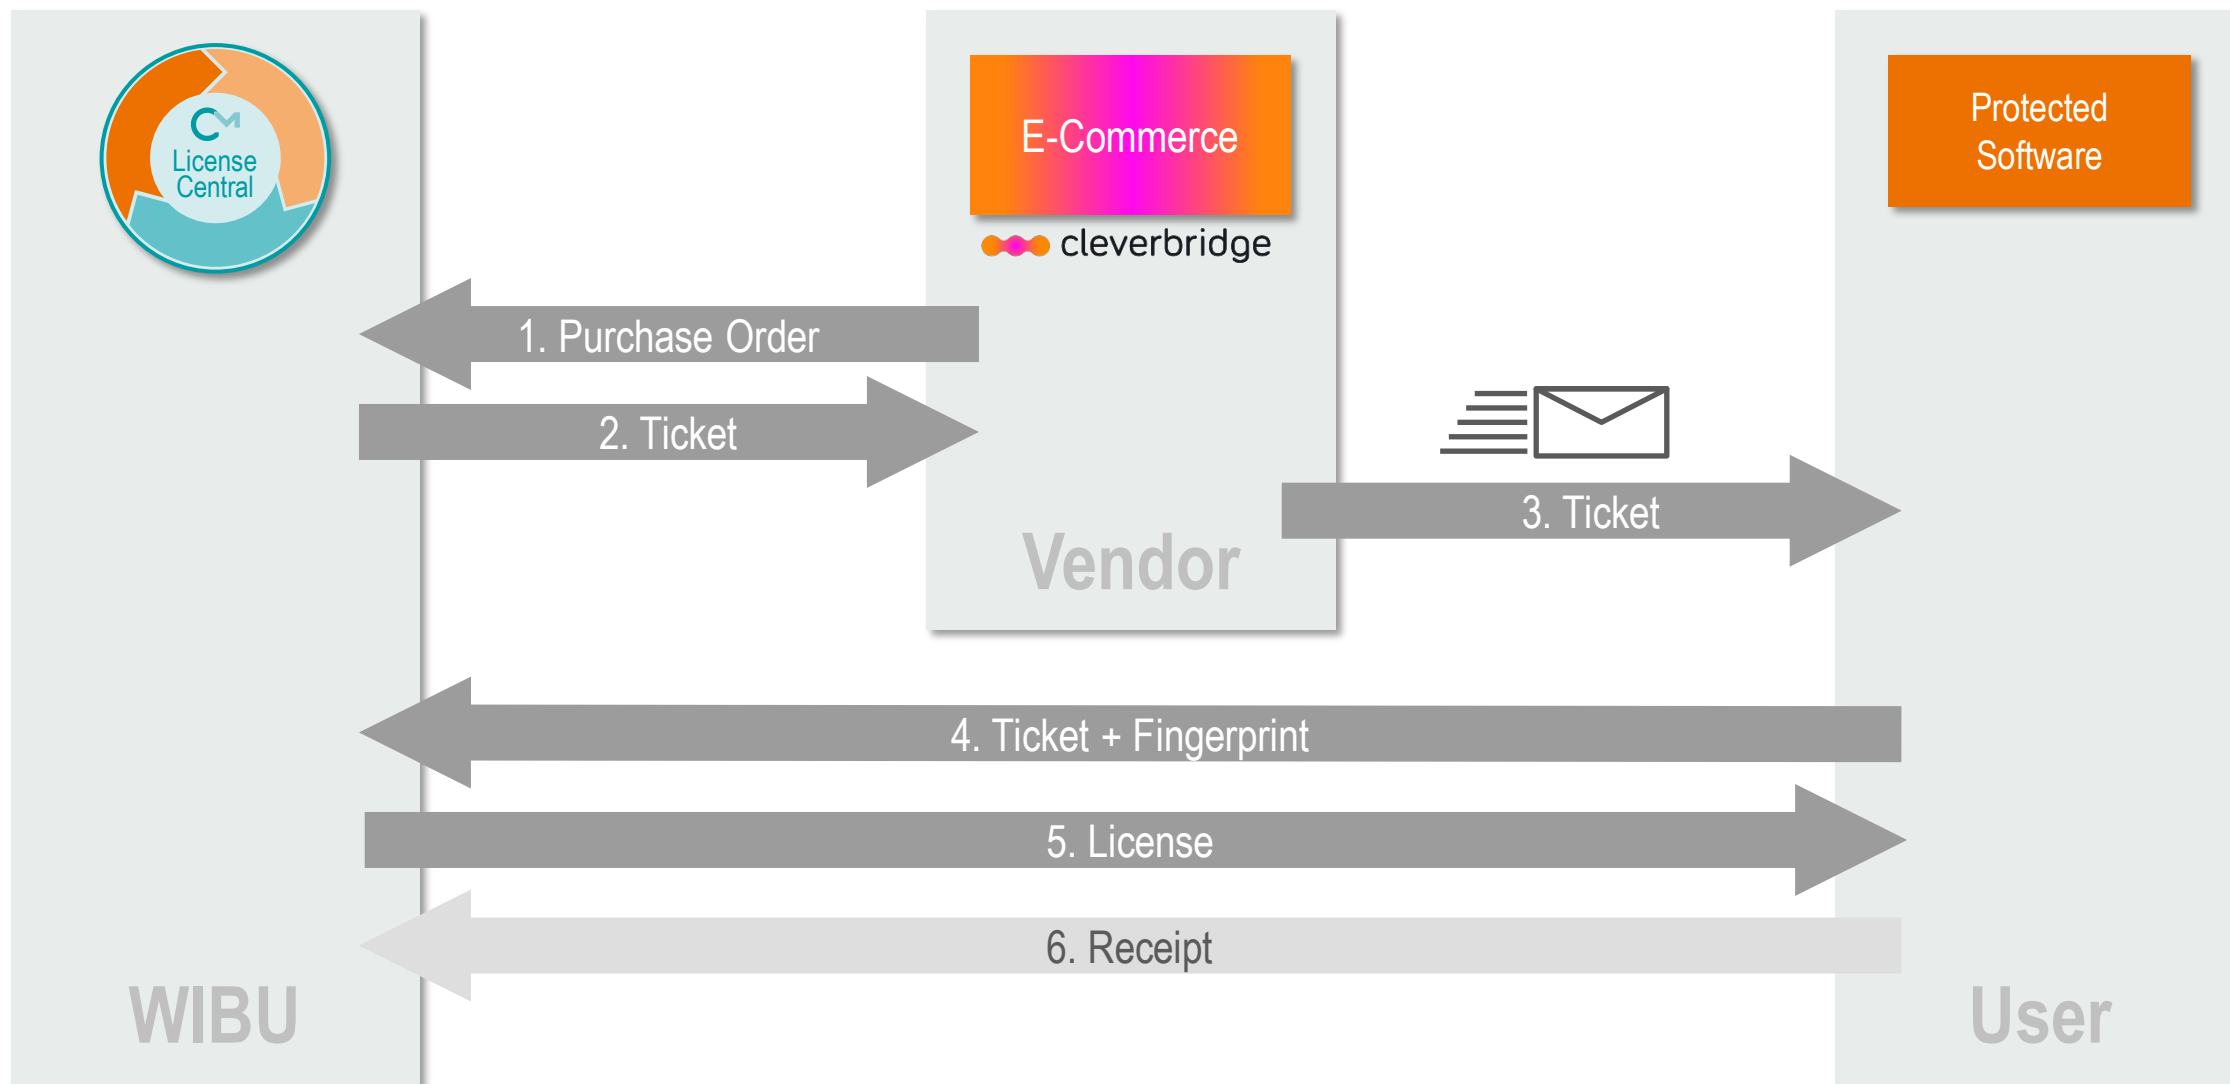 CM
License
Central
E-Commerce
cleverbridge
Protected
Software
1. Purchase Order
2. Ticket
3. Ticket
Vendor
4. Ticket + Fingerprint
5. License
6. Receipt
WIBU
User